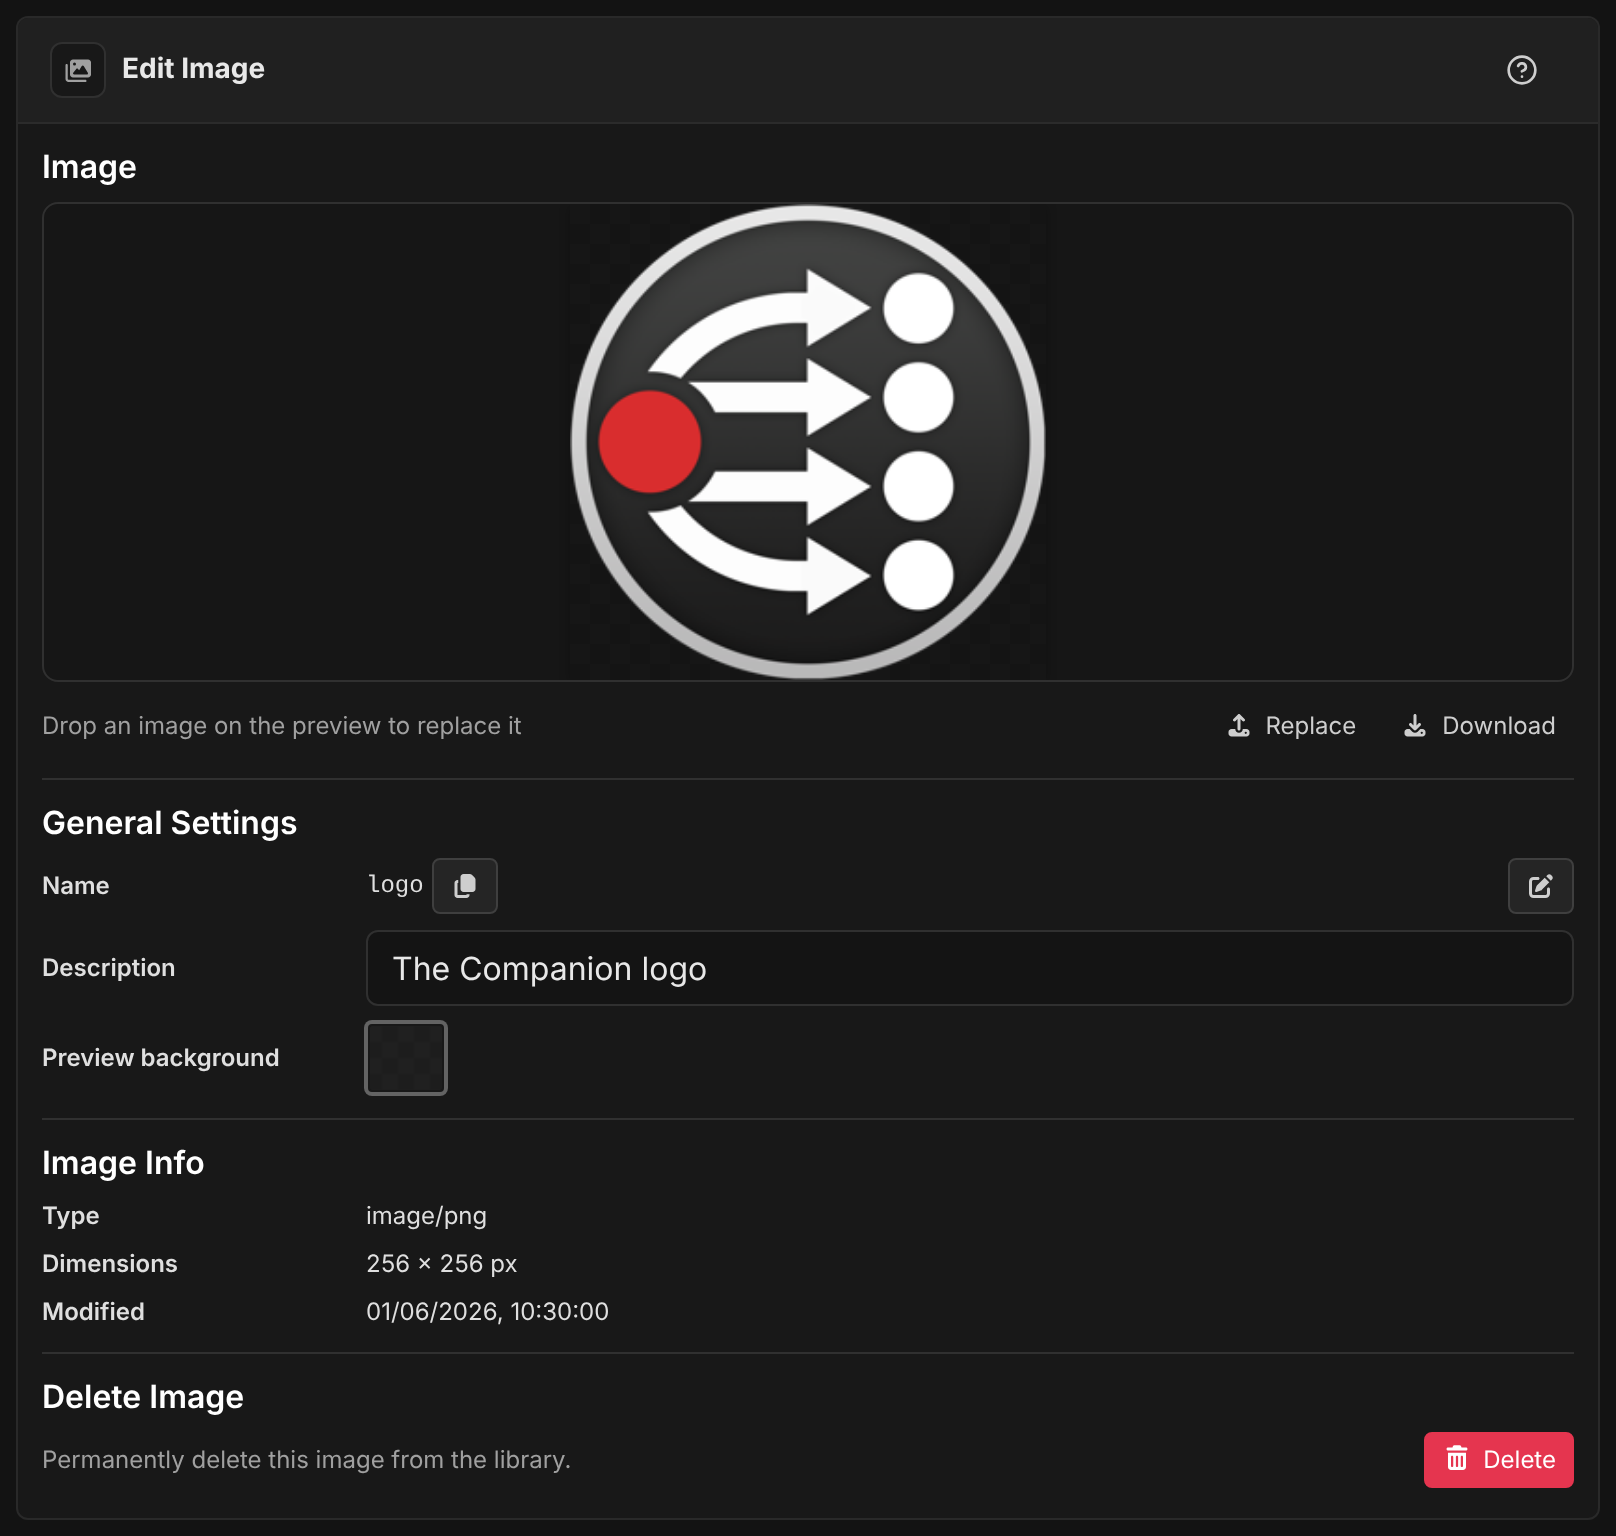 Edit Image
Image
Drop an image on the preview to replace it
Replace
Download
General Settings
Name
logo
Description
The Companion logo
Preview background
Image Info
Type
image/png
Dimensions
256 × 256 px
Modified
01/06/2026, 10:30:00
Delete Image
Permanently delete this image from the library.
Delete